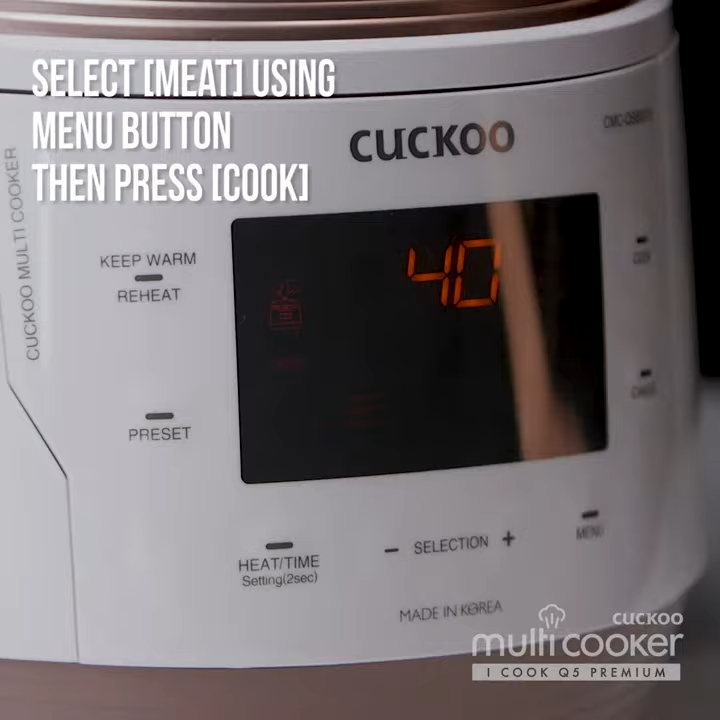 SELECT [MEAT] USING
MENU BUTTON
THEN PRESS [COOK]
CUCKOO
CUCKOO MULTI COOKER
KEEP WARM
REHEAT
40
PRESET
HEAT/TIME
Setting(2sec)
− SELECTION +
MENU
MADE IN KOREA
CUCKOO
multi cooker
I COOK Q5 PREMIUM